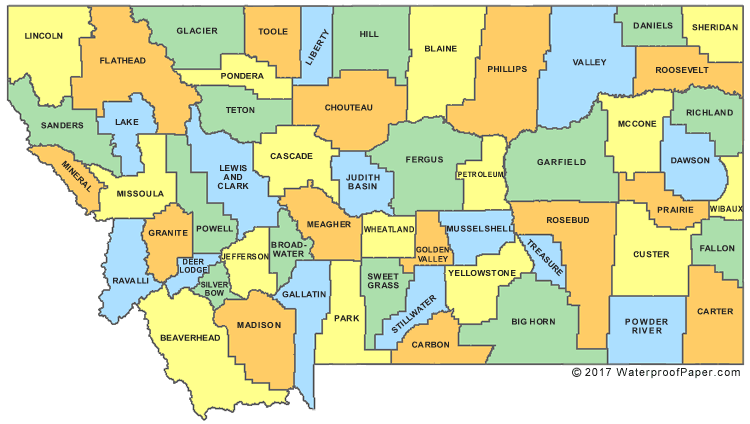 LINCOLN
FLATHEAD
GLACIER
TOOLE
LIBERTY
HILL
BLAINE
PHILLIPS
VALLEY
DANIELS
SHERIDAN
ROOSEVELT
PONDERA
TETON
CHOUTEAU
SANDERS
LAKE
MCCONE
RICHLAND
DAWSON
MINERAL
MISSOULA
LEWIS
AND
CLARK
CASCADE
JUDITH
BASIN
FERGUS
PETROLEUM
GARFIELD
PRAIRIE
WIBAUX
GRANITE
POWELL
MEAGHER
WHEATLAND
GOLDEN
VALLEY
MUSSELSHELL
ROSEBUD
TREASURE
CUSTER
FALLON
RAVALLI
DEER
LODGE
JEFFERSON
BROAD-
WATER
SILVER
BOW
GALLATIN
SWEET
GRASS
STILLWATER
YELLOWSTONE
BIG HORN
POWDER
RIVER
CARTER
BEAVERHEAD
MADISON
PARK
CARBON
© 2017 WaterproofPaper.com